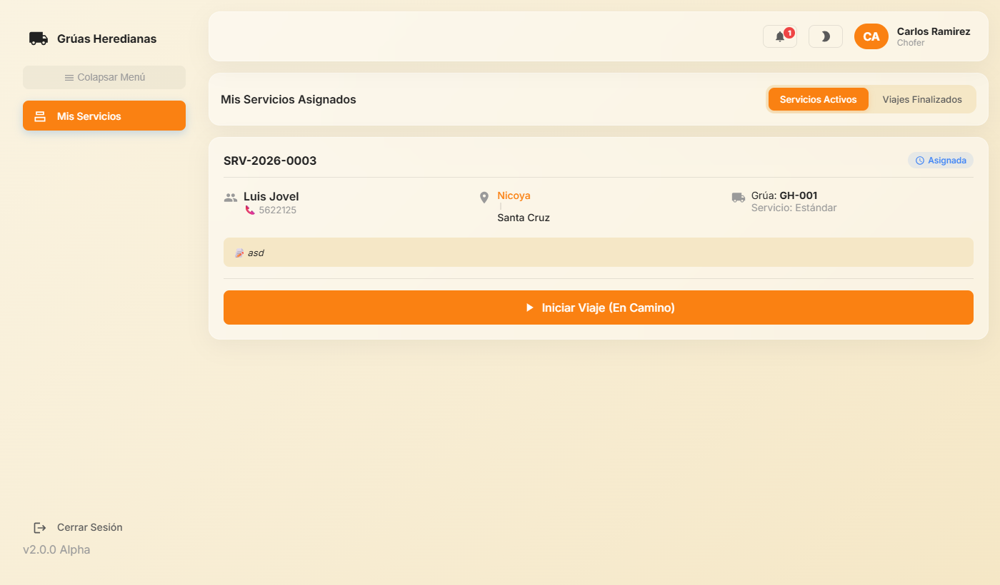 Grúas Heredianas
Colapsar Menú
Mis Servicios
1
CA
Carlos Ramirez
Chofer
Mis Servicios Asignados
Servicios Activos
Viajes Finalizados
SRV-2026-0003
Asignada
Luis Jovel
5622125
Nicoya
Santa Cruz
Grúa: GH-001
Servicio: Estándar
asd
Iniciar Viaje (En Camino)
Cerrar Sesión
v2.0.0 Alpha